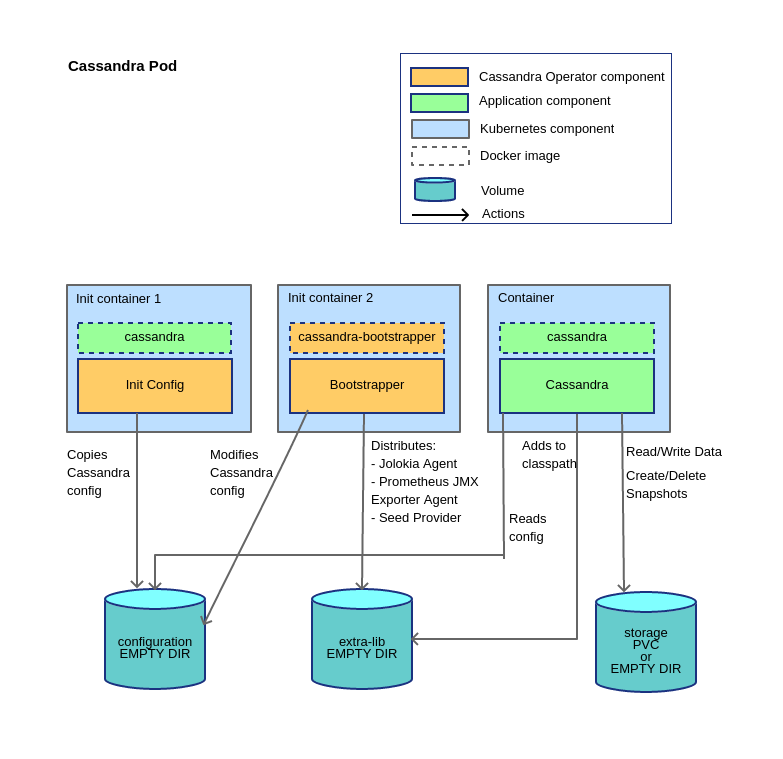 Cassandra Pod
Cassandra Operator component
Application component
Kubernetes component
Docker image
Volume
Actions
Init container 1
cassandra
Init Config
Init container 2
cassandra-bootstrapper
Bootstrapper
Container
cassandra
Cassandra
Copies
Cassandra
config
Modifies
Cassandra
config
Distributes:
- Jolokia Agent
- Prometheus JMX
Exporter Agent
- Seed Provider
Adds to
classpath
Reads
config
Read/Write Data
Create/Delete
Snapshots
configuration
EMPTY DIR
extra-lib
EMPTY DIR
storage
PVC
or
EMPTY DIR